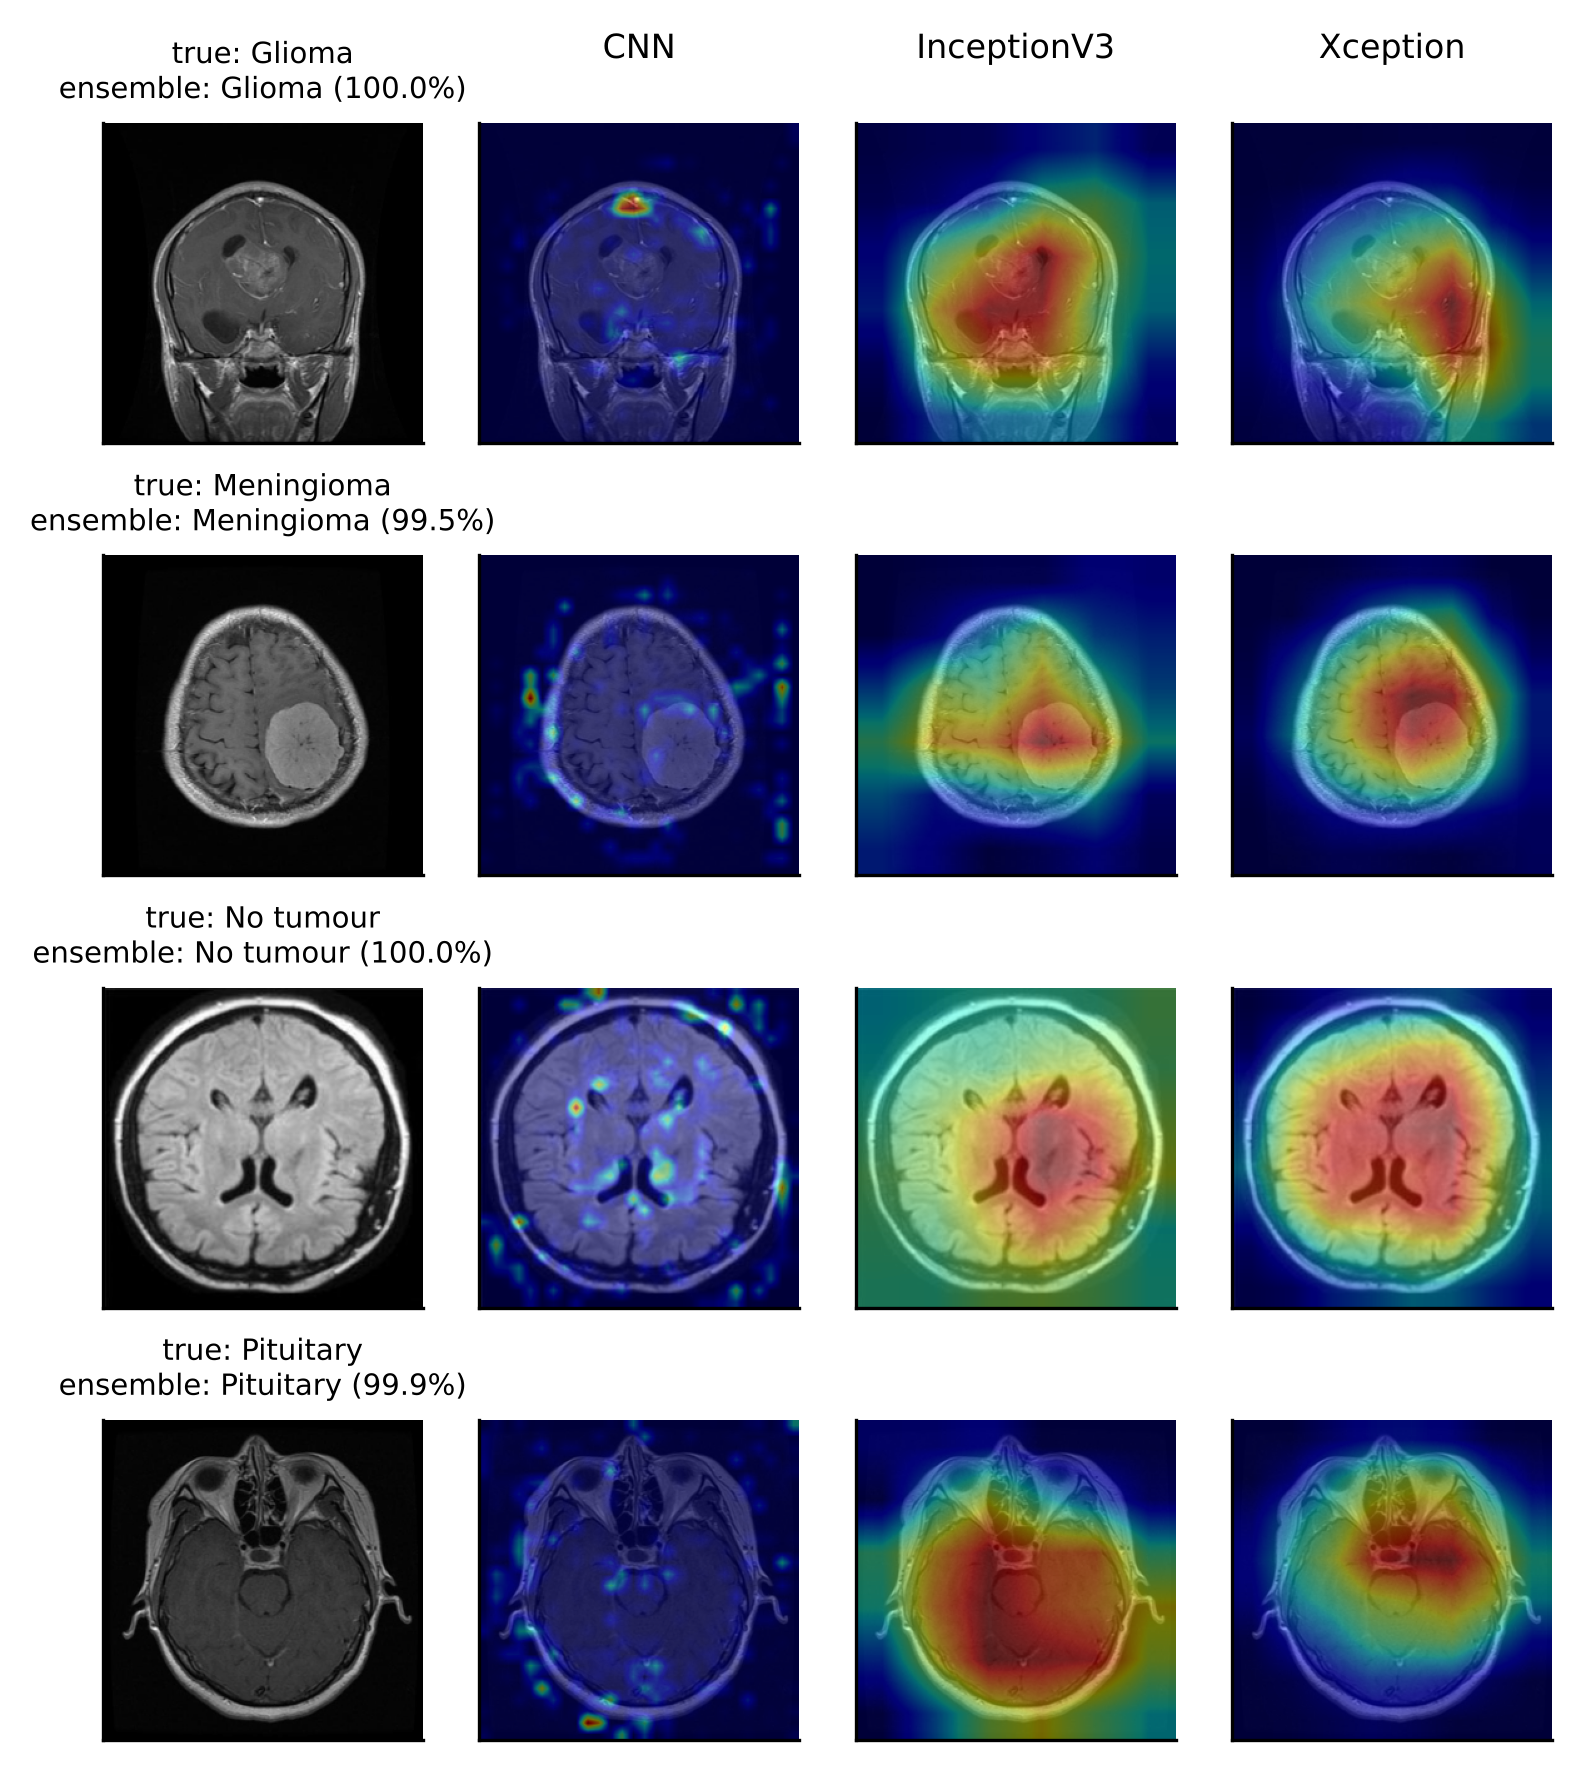 true: Glioma
ensemble: Glioma (100.0%)
CNN
InceptionV3
Xception
true: Meningioma
ensemble: Meningioma (99.5%)
true: No tumour
ensemble: No tumour (100.0%)
true: Pituitary
ensemble: Pituitary (99.9%)